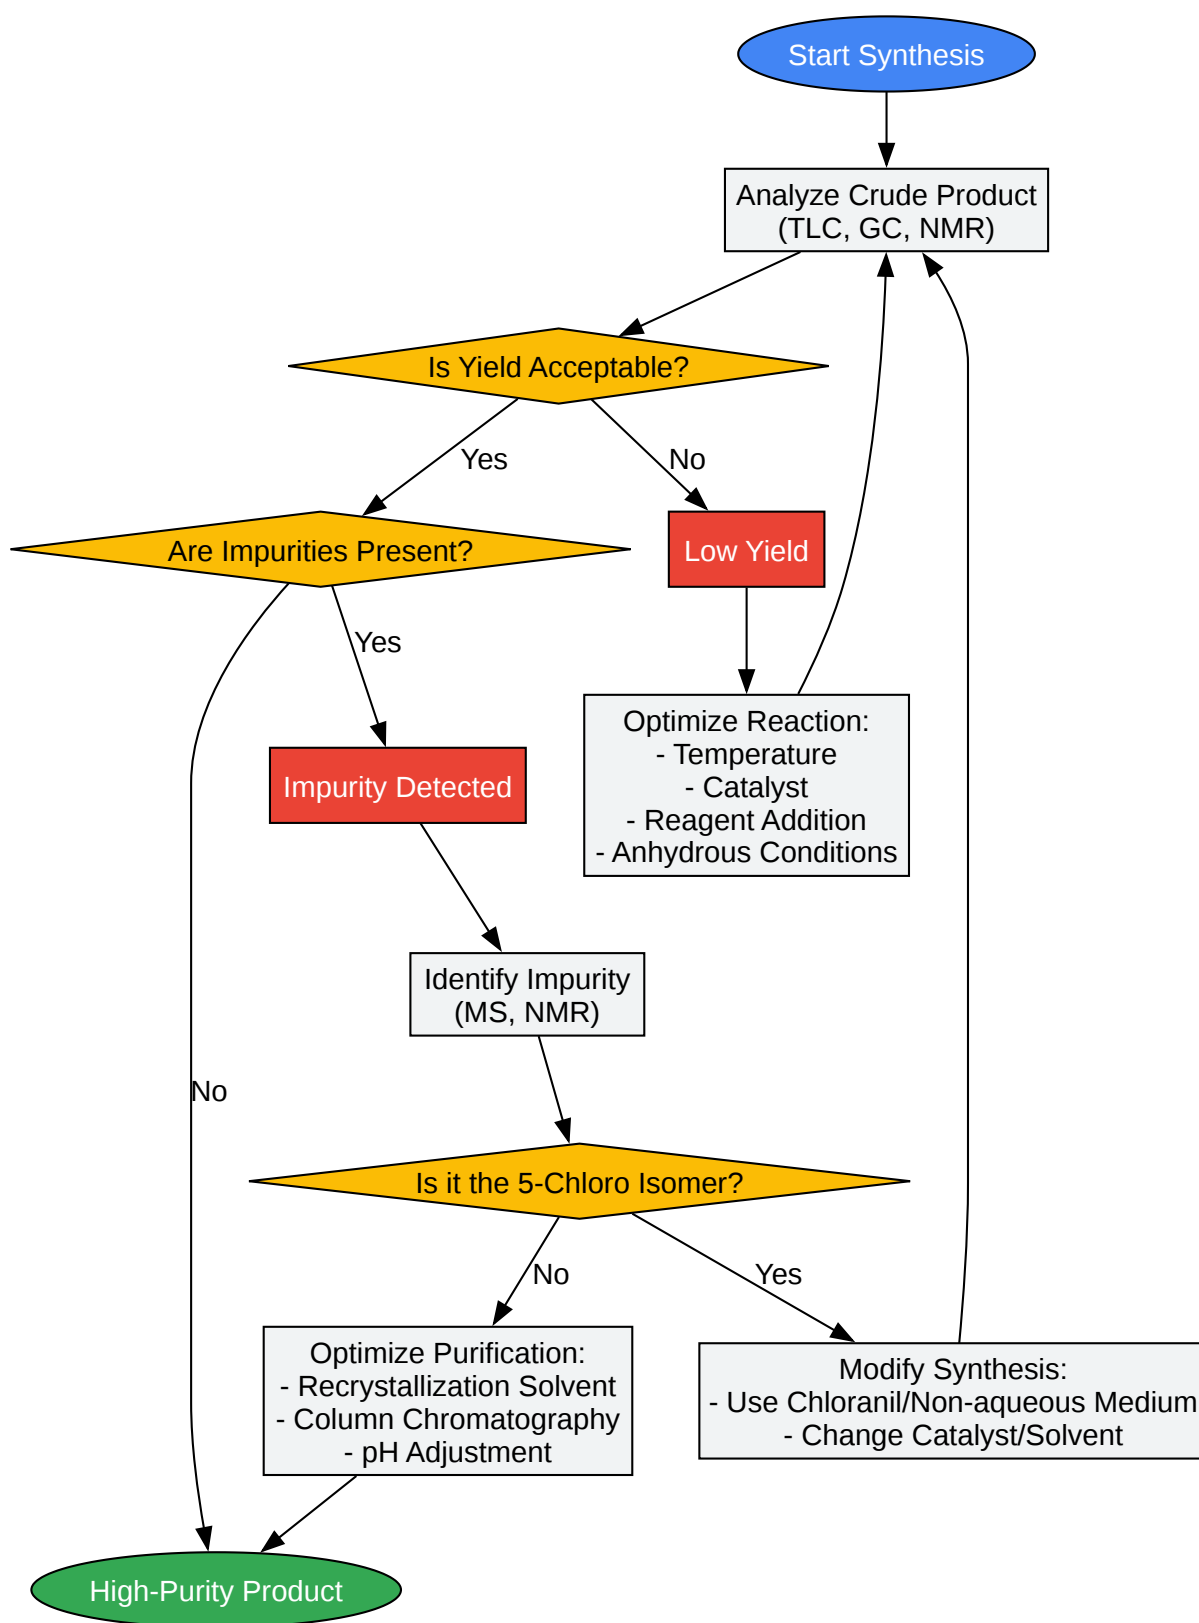 Start Synthesis
Analyze Crude Product
(TLC, GC, NMR)
Is Yield Acceptable?
Yes
No
Are Impurities Present?
Low Yield
Yes
Optimize Reaction:
- Temperature
- Catalyst
- Reagent Addition
- Anhydrous Conditions
Impurity Detected
Identify Impurity
(MS, NMR)
No
Is it the 5-Chloro Isomer?
No
Yes
Optimize Purification:
- Recrystallization Solvent
- Column Chromatography
- pH Adjustment
Modify Synthesis:
- Use Chloranil/Non-aqueous Medium
- Change Catalyst/Solvent
High-Purity Product